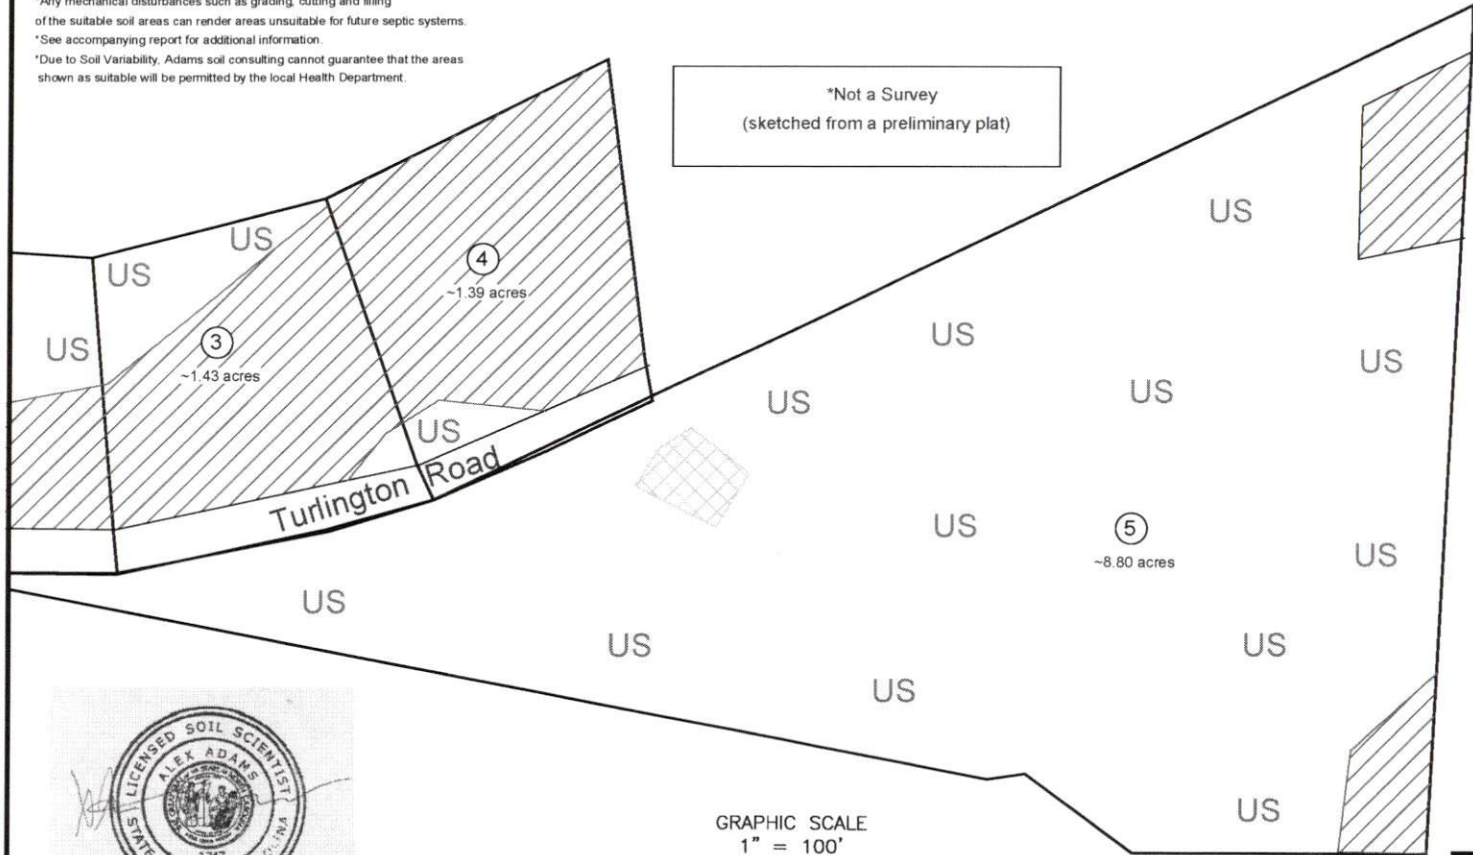 *Any mechanical disturbances such as grading, cutting and filling
of the suitable soil areas can render areas unsuitable for future septic systems.
*See accompanying report for additional information.
*Due to Soil Variability, Adams soil consulting cannot guarantee that the areas
shown as suitable will be permitted by the local Health Department.
*Not a Survey
(sketched from a preliminary plat)
US
US
US
US
4
~1.39 acres
3
~1.43 acres
US
US
US
US
US
US
Turlington Road
US
5
~8.80 acres
US
US
US
US
US
US
LICENSED SOIL SCIENTIST
ALEX ADAMS
STATE
GRAPHIC SCALE
1" = 100'